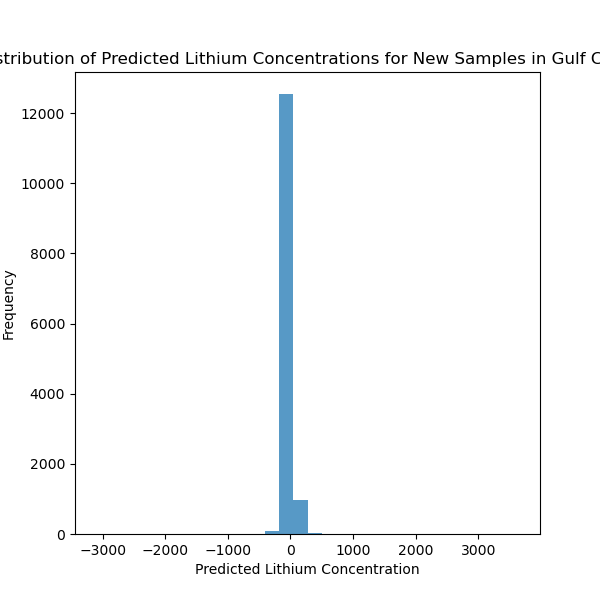 stribution of Predicted Lithium Concentrations for New Samples in Gulf C
12000
10000
8000
6000
4000
2000
0
Frequency
−3000 −2000 −1000 0 1000 2000 3000
Predicted Lithium Concentration